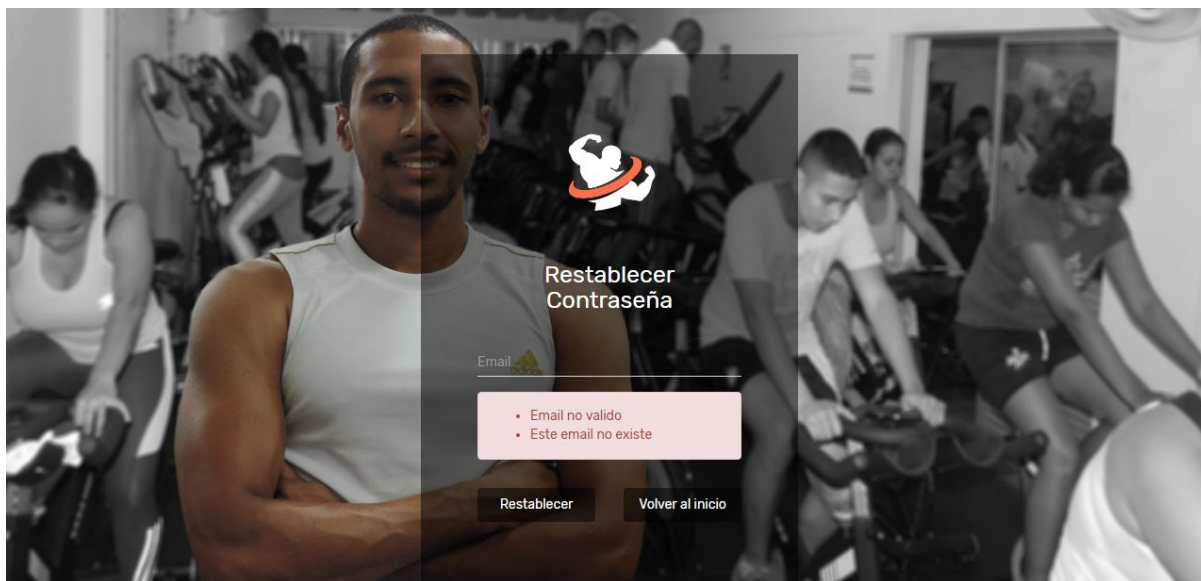 Restablecer
Contraseña
Email
Email no valido
Este email no existe
Restablecer
Volver al inicio